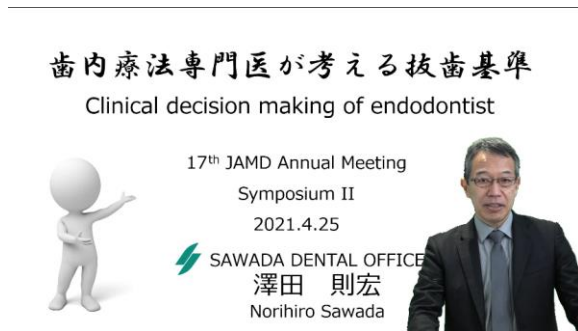 歯内療法専門医が考える抜歯基準
Clinical decision making of endodontist
17th JAMD Annual Meeting
Symposium II
2021.4.25
SAWADA DENTAL OFFICE
澤田 則宏
Norihiro Sawada